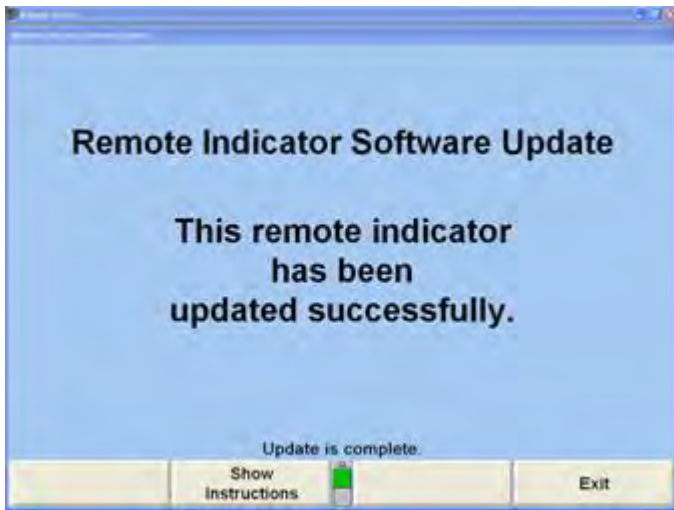 Remote Indicator Software Update
This remote indicator
has been
updated successfully.
Update is complete.
Show
Instructions
Exit